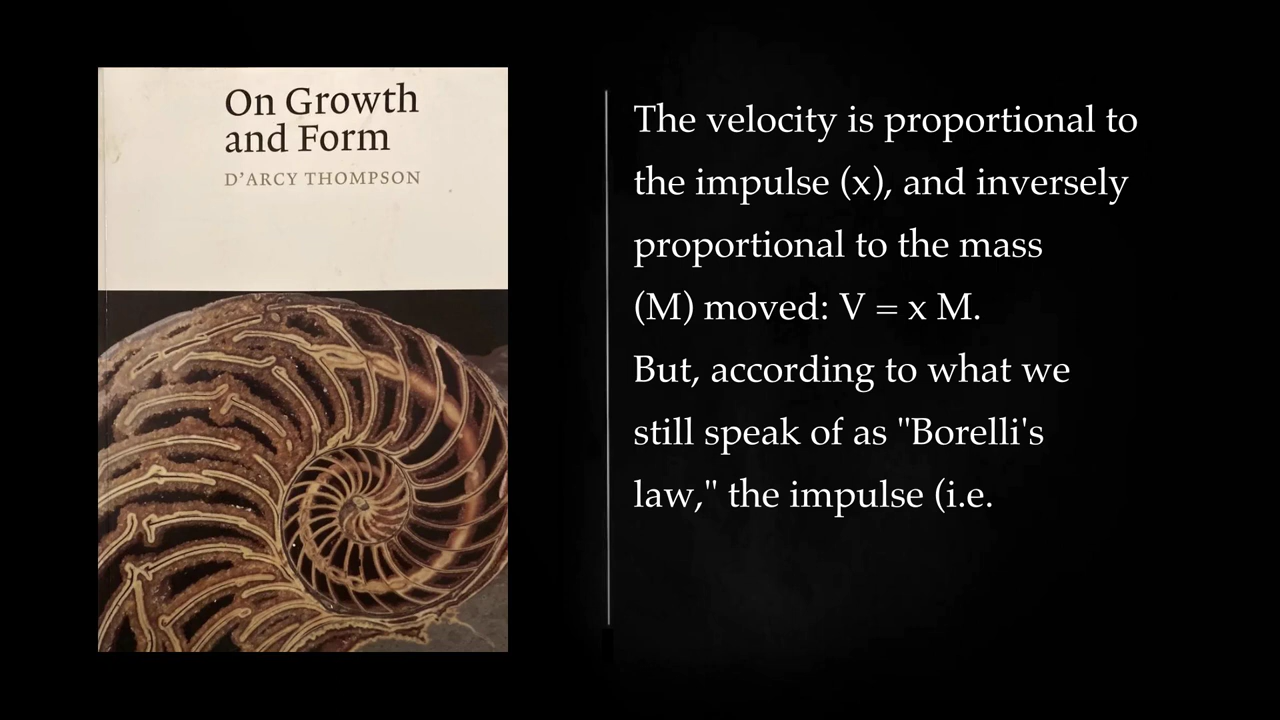 On Growth
and Form
D'ARCY THOMPSON
The velocity is proportional to
the impulse (x), and inversely
proportional to the mass
(M) moved: V = x M.
But, according to what we
still speak of as "Borelli's
law," the impulse (i.e.